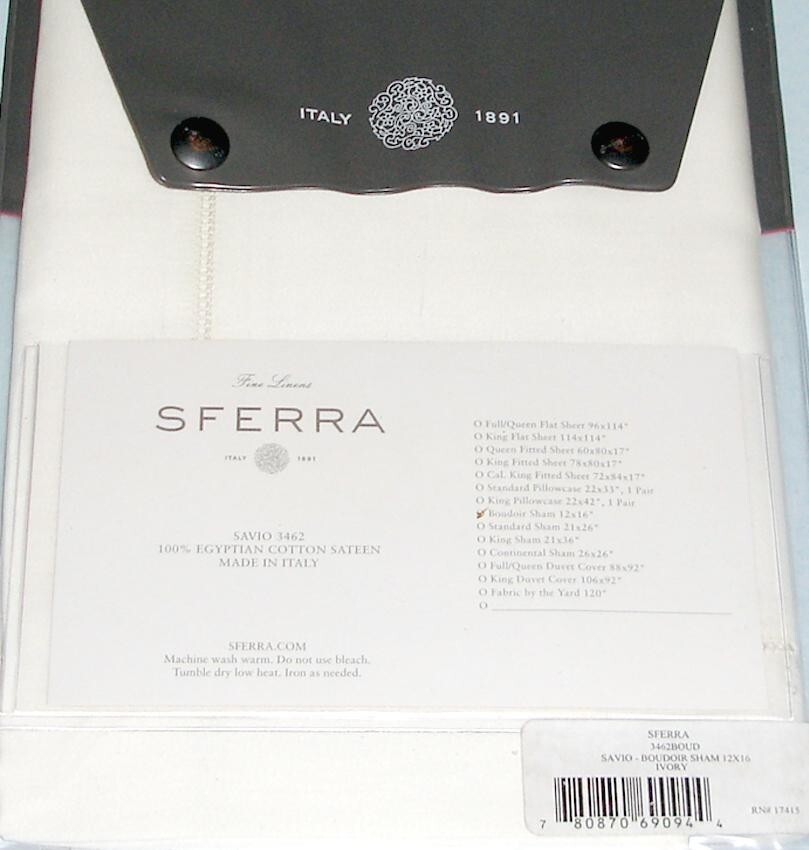 ITALY 1891
Fine Linens
SFERRA
ITALY 1891
SAVIO 3462
100% EGYPTIAN COTTON SATEEN
MADE IN ITALY
SFERRA.COM
Machine wash warm. Do not use bleach.
Tumble dry low heat. Iron as needed.
O Full/Queen Flat Sheet 96x114"
O King Flat Sheet 114x114"
O Queen Fitted Sheet 60x80x17"
O King Fitted Sheet 78x80x17"
O Cal. King Fitted Sheet 72x84x17"
O Standard Pillowcase 22x33", 1 Pair
O King Pillowcase 22x42", 1 Pair
✓ Boudoir Sham 12x16"
O Standard Sham 21x26"
O King Sham 21x36"
O Continental Sham 26x26"
O Full/Queen Duvet Cover 88x92"
O King Duvet Cover 106x92"
O Fabric by the Yard 120"
O
SFERRA
3462BOUD
SAVIO - BOUDOIR SHAM 12X16
IVORY
RN# 17415
7 80870 69094 4